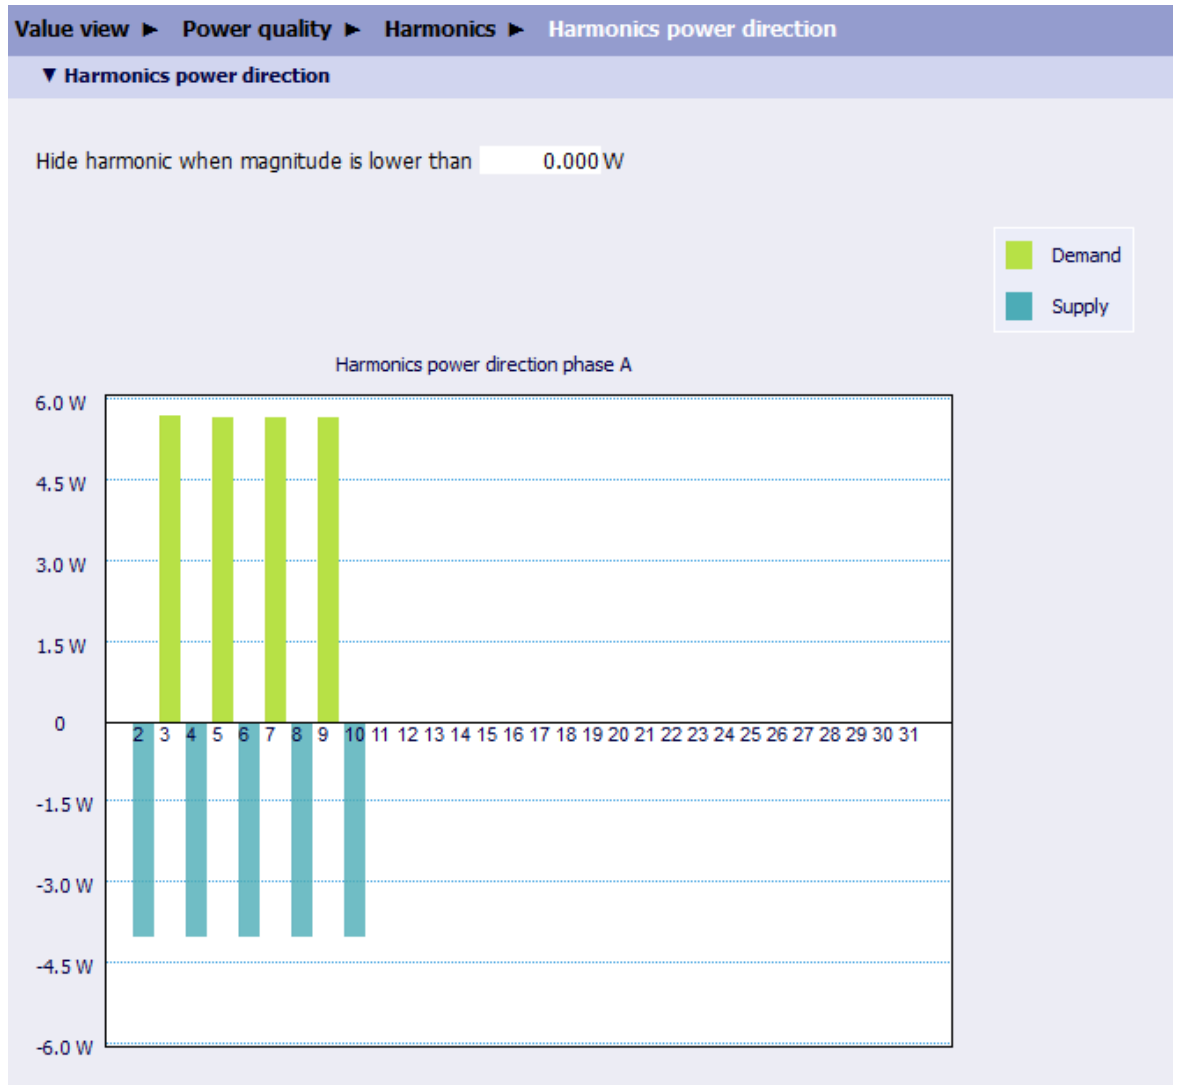 Value view ► Power quality ► Harmonics ► Harmonics power direction
▼ Harmonics power direction
Hide harmonic when magnitude is lower than 0.000 W
Demand
Supply
Harmonics power direction phase A
6.0 W
4.5 W
3.0 W
1.5 W
0
2 3 4 5 6 7 8 9 10 11 12 13 14 15 16 17 18 19 20 21 22 23 24 25 26 27 28 29 30 31
-1.5 W
-3.0 W
-4.5 W
-6.0 W